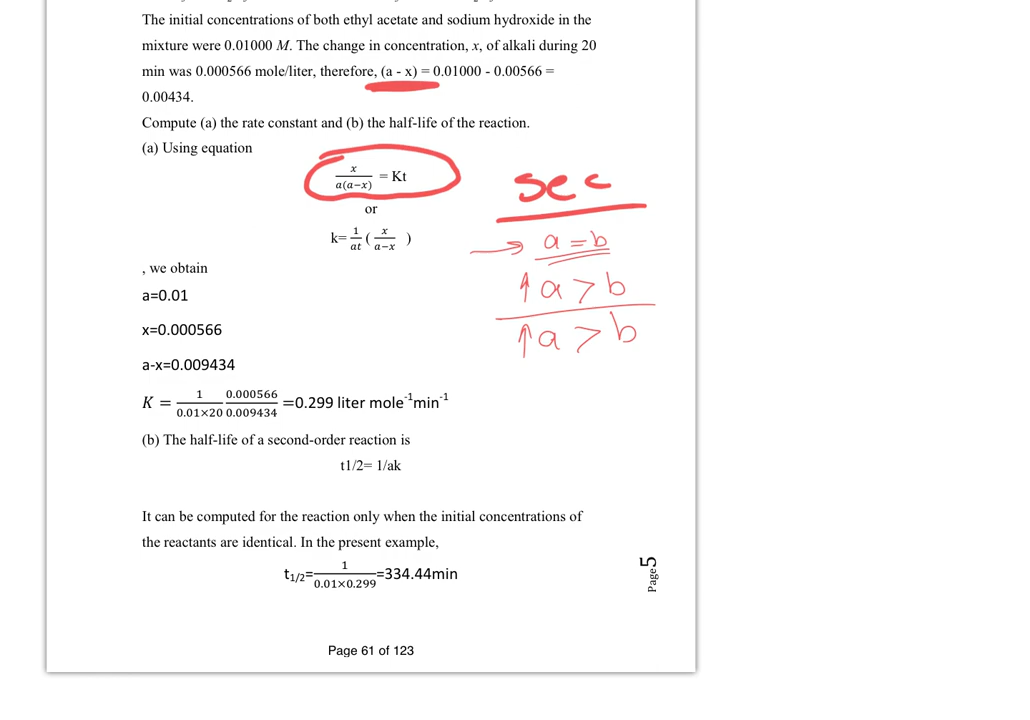 The initial concentrations of both ethyl acetate and sodium hydroxide in the
mixture were 0.01000 M. The change in concentration, x, of alkali during 20
min was 0.000566 mole/liter, therefore, (a - x) = 0.01000 - 0.00566 =
0.00434.
Compute (a) the rate constant and (b) the half-life of the reaction.
(a) Using equation
x/a(a−x) = Kt
sec
or
k= 1/at ( x/a−x )
→ a = b
, we obtain
↑ a > b
a=0.01
x=0.000566
↑ a > b
a-x=0.009434
K = 1/0.01×20 0.000566/0.009434 =0.299 liter mole⁻¹min⁻¹
(b) The half-life of a second-order reaction is
t1/2= 1/ak
It can be computed for the reaction only when the initial concentrations of
the reactants are identical. In the present example,
t1/2= 1/0.01×0.299 =334.44min
Page 5
Page 61 of 123